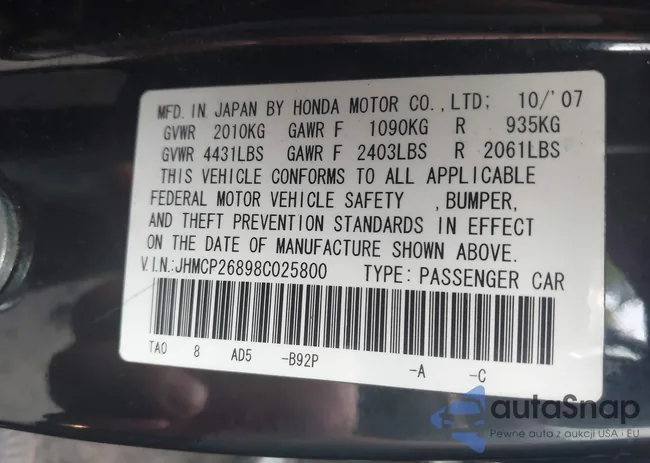 MFD.IN JAPAN BY HONDA MOTOR CO.,LTD; 10/'07
GVWR 2010KG GAWR F 1090KG R 935KG
GVWR 4431LBS GAWR F 2403LBS R 2061LBS
THIS VEHICLE CONFORMS TO ALL APPLICABLE
FEDERAL MOTOR VEHICLE SAFETY ,BUMPER,
AND THEFT PREVENTION STANDARDS IN EFFECT
ON THE DATE OF MANUFACTURE SHOWN ABOVE.
V.I.N:JHMCP26898C025800 TYPE: PASSENGER CAR
TA0 8 AD5 -B92P -A -C
autaSnap
Pewne auta z aukcji USA i EU